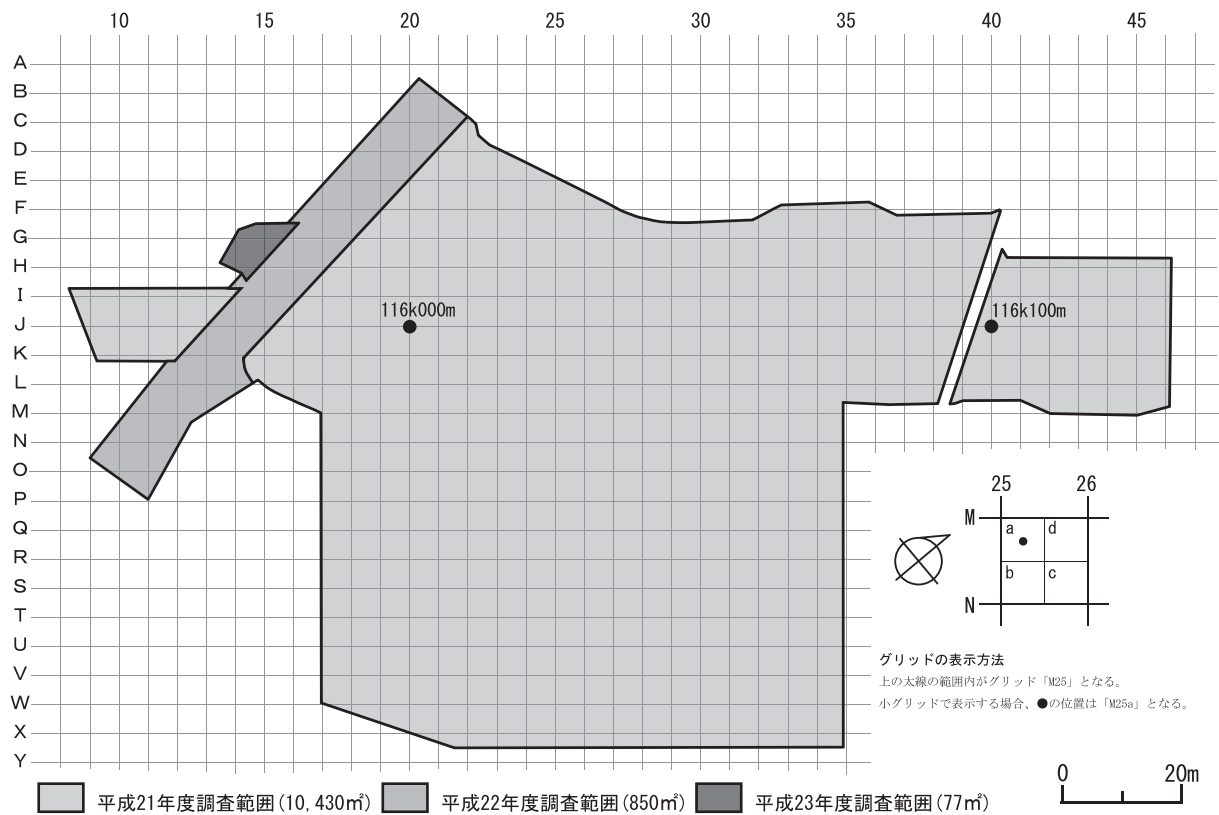 10 15 20 25 30 35 40 45
A
B
C
D
E
F
G
H
I
J
K
L
M
N
O
P
Q
R
S
T
U
V
W
X
Y
116k000m
116k100m
25 26
M
a d
b c
N
グリッドの表示方法
上の太線の範囲内がグリッド「M25」となる。
小グリッドで表示する場合、●の位置は「M25a」となる。
0 20m
平成21年度調査範囲(10,430㎡)
平成22年度調査範囲(850㎡)
平成23年度調査範囲(77㎡)